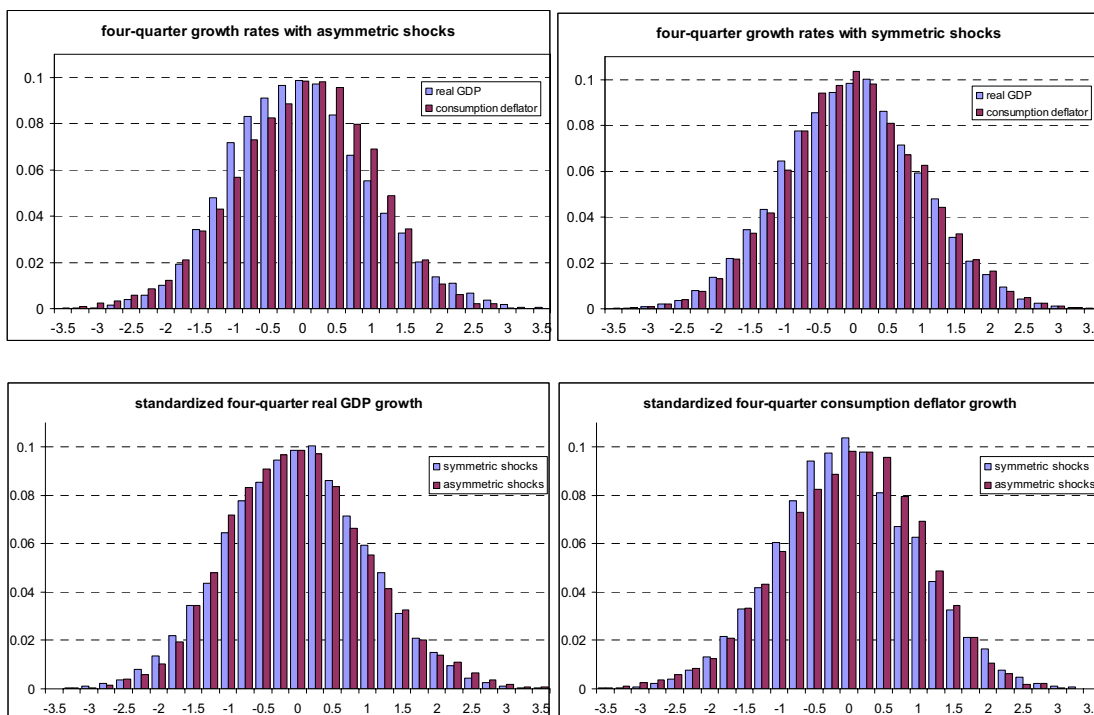 four-quarter growth rates with asymmetric shocks
0.1
0.08
0.06
0.04
0.02
0
real GDP
consumption deflator
-3.5 -3 -2.5 -2 -1.5 -1 -0.5 0 0.5 1 1.5 2 2.5 3 3.5
four-quarter growth rates with symmetric shocks
0.1
0.08
0.06
0.04
0.02
0
real GDP
consumption deflator
-3.5 -3 -2.5 -2 -1.5 -1 -0.5 0 0.5 1 1.5 2 2.5 3 3.
standardized four-quarter real GDP growth
0.1
0.08
0.06
0.04
0.02
0
symmetric shocks
asymmetric shocks
-3.5 -3 -2.5 -2 -1.5 -1 -0.5 0 0.5 1 1.5 2 2.5 3 3.5
standardized four-quarter consumption deflator growth
0.1
0.08
0.06
0.04
0.02
0
symmetric shocks
asymmetric shocks
-3.5 -3 -2.5 -2 -1.5 -1 -0.5 0 0.5 1 1.5 2 2.5 3 3.5